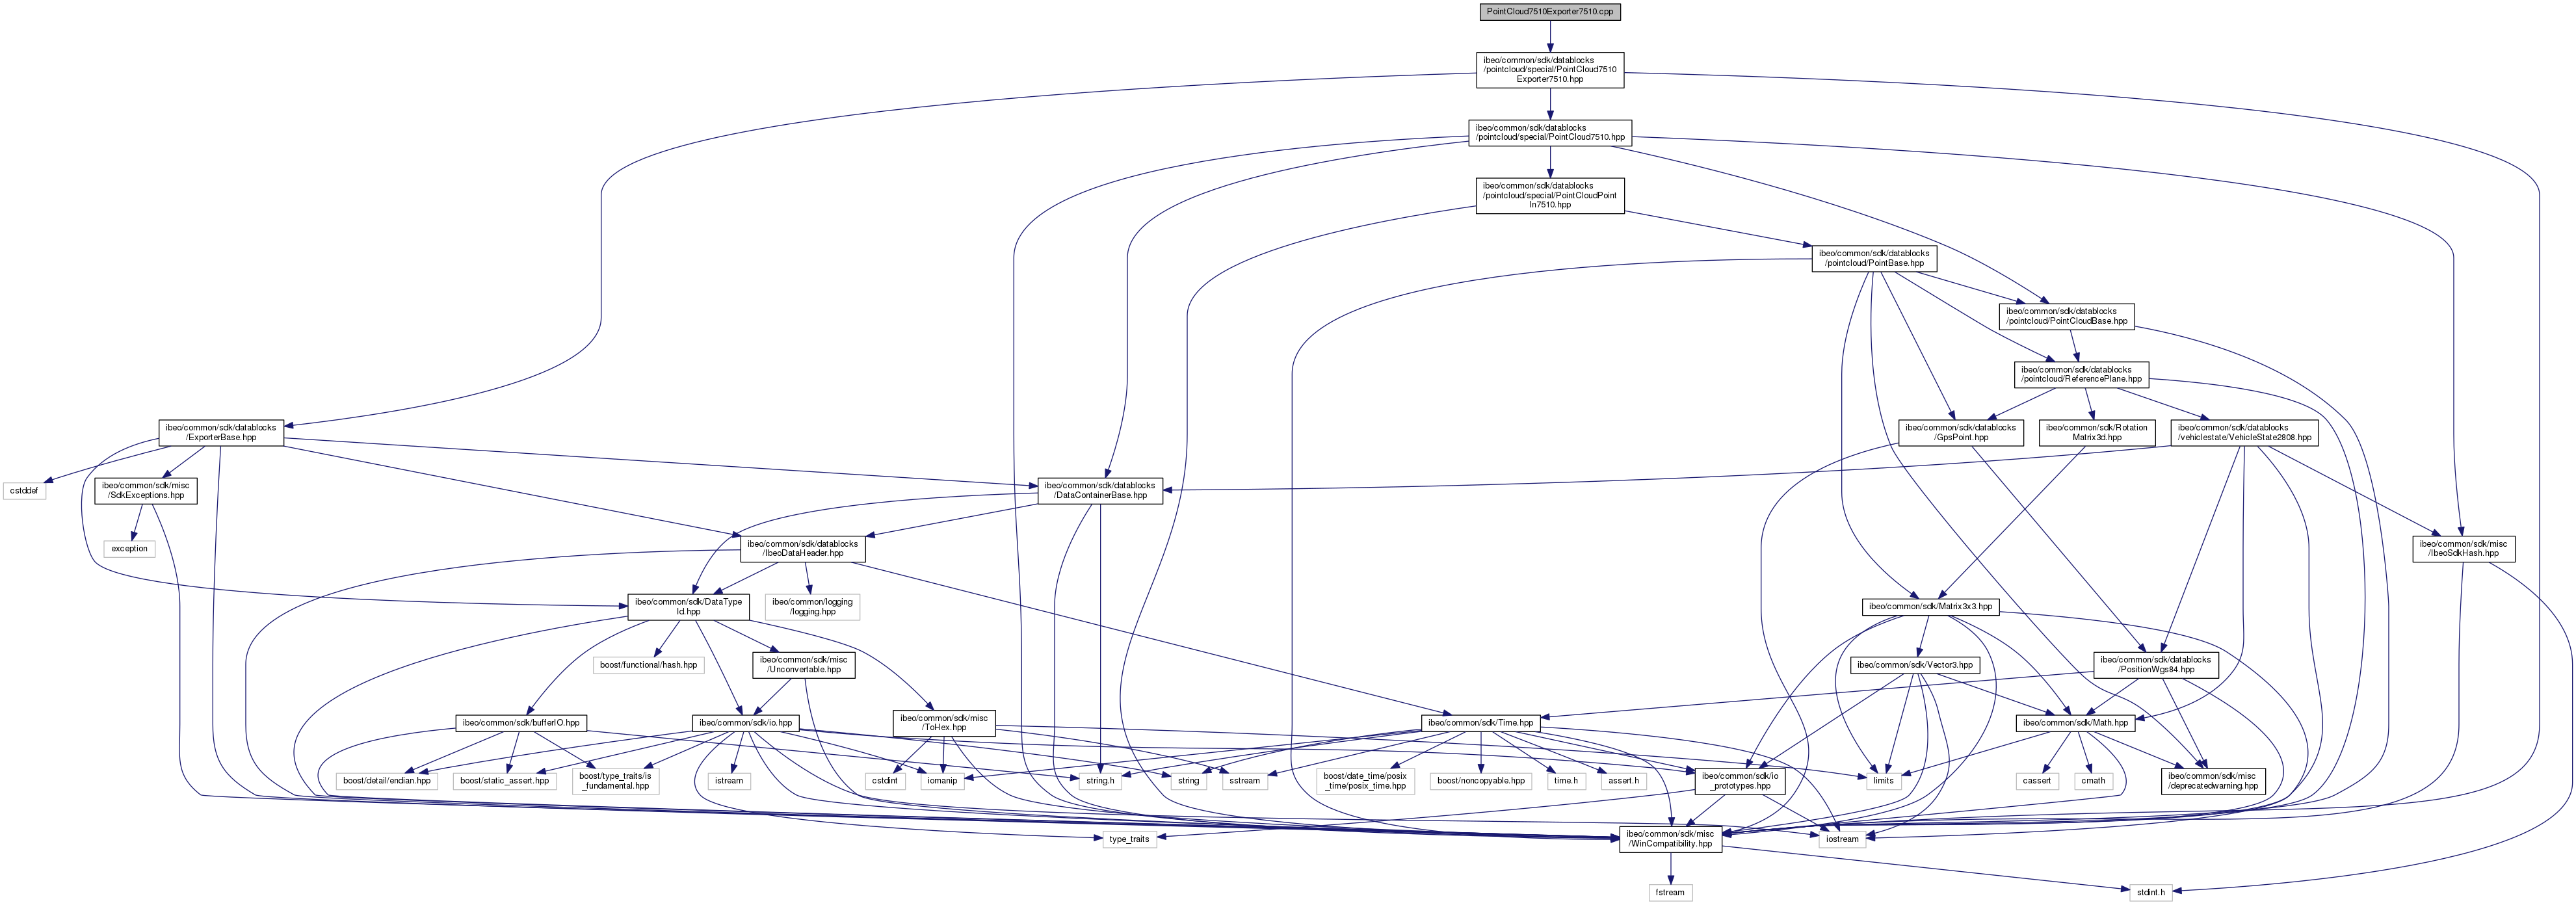 PointCloud7510Exporter7510.cpp
ibeo/common/sdk/datablocks
/pointcloud/special/PointCloud7510
Exporter7510.hpp
ibeo/common/sdk/datablocks
/pointcloud/special/PointCloud7510.hpp
ibeo/common/sdk/datablocks
/pointcloud/special/PointCloudPoint
In7510.hpp
ibeo/common/sdk/datablocks
/pointcloud/PointBase.hpp
ibeo/common/sdk/datablocks
/pointcloud/PointCloudBase.hpp
ibeo/common/sdk/datablocks
/pointcloud/ReferencePlane.hpp
ibeo/common/sdk/datablocks
/ExporterBase.hpp
ibeo/common/sdk/datablocks
/GpsPoint.hpp
ibeo/common/sdk/Rotation
Matrix3d.hpp
ibeo/common/sdk/datablocks
/vehiclestate/VehicleState2808.hpp
cstddef
ibeo/common/sdk/misc
/SdkExceptions.hpp
ibeo/common/sdk/datablocks
/DataContainerBase.hpp
exception
ibeo/common/sdk/datablocks
/IbeoDataHeader.hpp
ibeo/common/sdk/misc
/IbeoSdkHash.hpp
ibeo/common/sdk/DataType
Id.hpp
ibeo/common/logging
/logging.hpp
ibeo/common/sdk/Matrix3x3.hpp
boost/functional/hash.hpp
ibeo/common/sdk/misc
/Unconvertable.hpp
ibeo/common/sdk/Vector3.hpp
ibeo/common/sdk/datablocks
/PositionWgs84.hpp
ibeo/common/sdk/bufferIO.hpp
ibeo/common/sdk/io.hpp
ibeo/common/sdk/misc
/ToHex.hpp
ibeo/common/sdk/Time.hpp
ibeo/common/sdk/Math.hpp
boost/detail/endian.hpp
boost/static_assert.hpp
boost/type_traits/is
_fundamental.hpp
istream
cstdint
iomanip
string.h
string
sstream
boost/date_time/posix
_time/posix_time.hpp
boost/noncopyable.hpp
time.h
assert.h
ibeo/common/sdk/io
_prototypes.hpp
limits
cassert
cmath
ibeo/common/sdk/misc
/deprecatedwarning.hpp
type_traits
ibeo/common/sdk/misc
/WinCompatibility.hpp
iostream
fstream
stdint.h